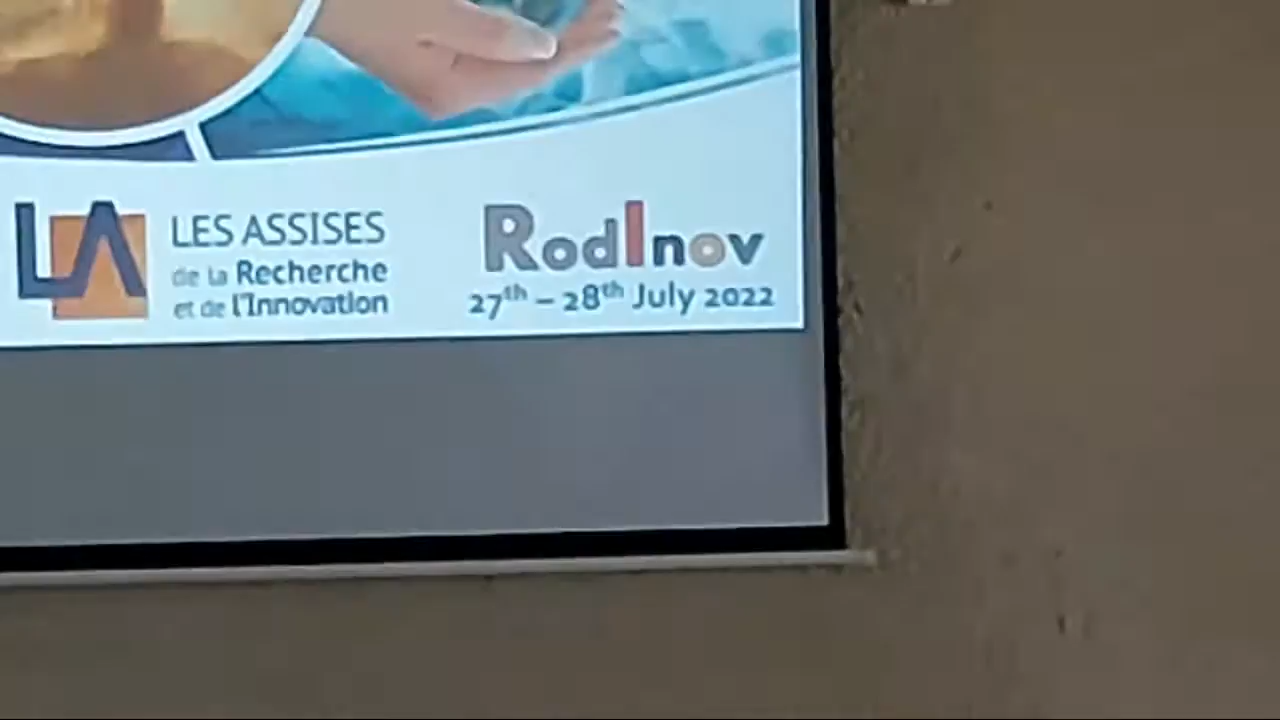 LA
LES ASSISES
de la Recherche
et de l'Innovation
RodInov
27th – 28th July 2022